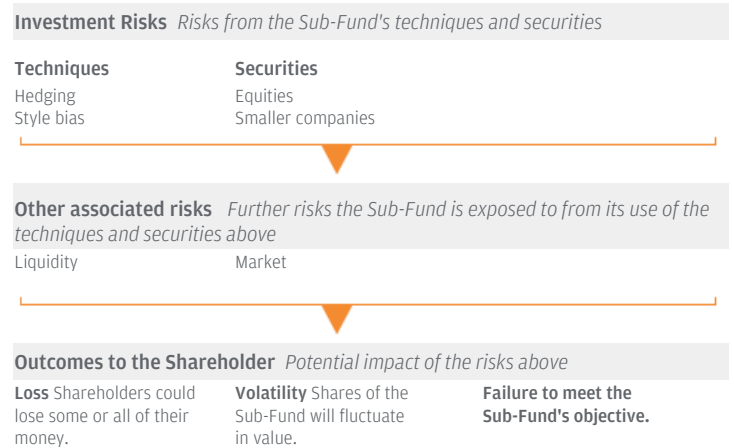 Investment Risks Risks from the Sub-Fund's techniques and securities
Techniques Securities
Hedging Equities
Style bias Smaller companies
Other associated risks Further risks the Sub-Fund is exposed to from its use of the
techniques and securities above
Liquidity Market
Outcomes to the Shareholder Potential impact of the risks above
Loss Shareholders could
lose some or all of their
money.
Volatility Shares of the
Sub-Fund will fluctuate
in value.
Failure to meet the
Sub-Fund's objective.